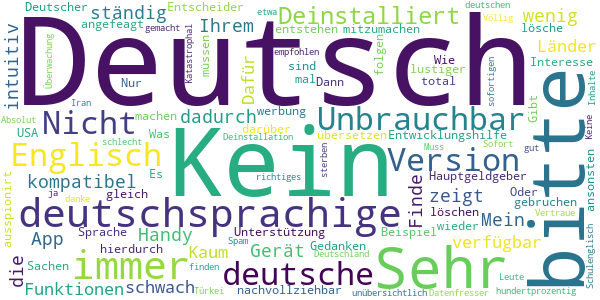 Deutscher ständig Entscheider Ihrem Deinstalliert etwa Völlig deutschen wenig
angefeagt gemacht entstehen mitzumachen lösche
intuitiv Überwachung Deutsch Katastrophal müssen Dafür empfohlen folgen Wie lustiger sofortigen Länder Interesse Inhalte
Nur Iran sind mal Dann total Gibt Keine
USA dadurch werbung Unbrauchbar bitte
Nicht machen darüber übersetzen Entwicklungshilfe
Absolut Was Deinstallation Sofort gut
Englisch schlecht Kein sterben Version Muss ansonsten
kompatibel Es richtiges Finde zeigt Hauptgeldgeber
ja danke gleich Oder gebruchen
deutschsprachige löschen wieder Mein Vertraue
ausspioniert die App Sprache Handy Unterstützung Beispiel Schulenglisch
hierdurch Kaum Spam Gerät Gedanken verfügbar
immer deutsche Sehr
Sachen finden Deutschland Leute
Funktionen schwach nachvollziehbar Türkei unübersichtlich Datenfresser hundertprozentig